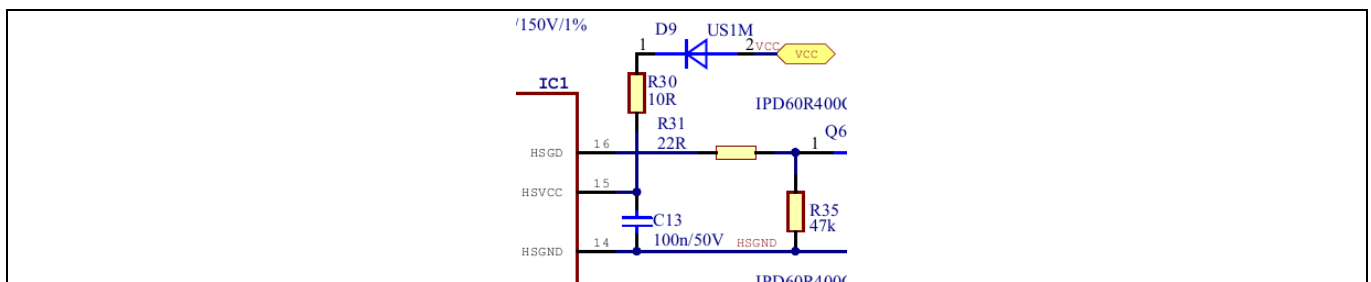 /150V/1%
D9
US1M
1
2
VCC
VCC
IC1
R30
10R
IPD60R400C
R31
22R
Q6
HSGD
16
1
HSVCC
15
C13
100n/50V
R35
47k
HSGND
14
HSGND
IPD60R400C